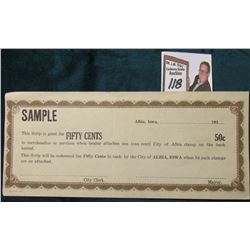 118
SAMPLE
Albia, Iowa, 193
This Scrip is good for FIFTY CENTS 50c
in merchandise or services when bearer attaches one (one cent) City of Albia stamp on the back
hereof.
This Scrip will be redeemed for Fifty Cents in cash by the City of ALBIA, IOWA when 54 such stamps
are so attached.
City Clerk. Mayor.